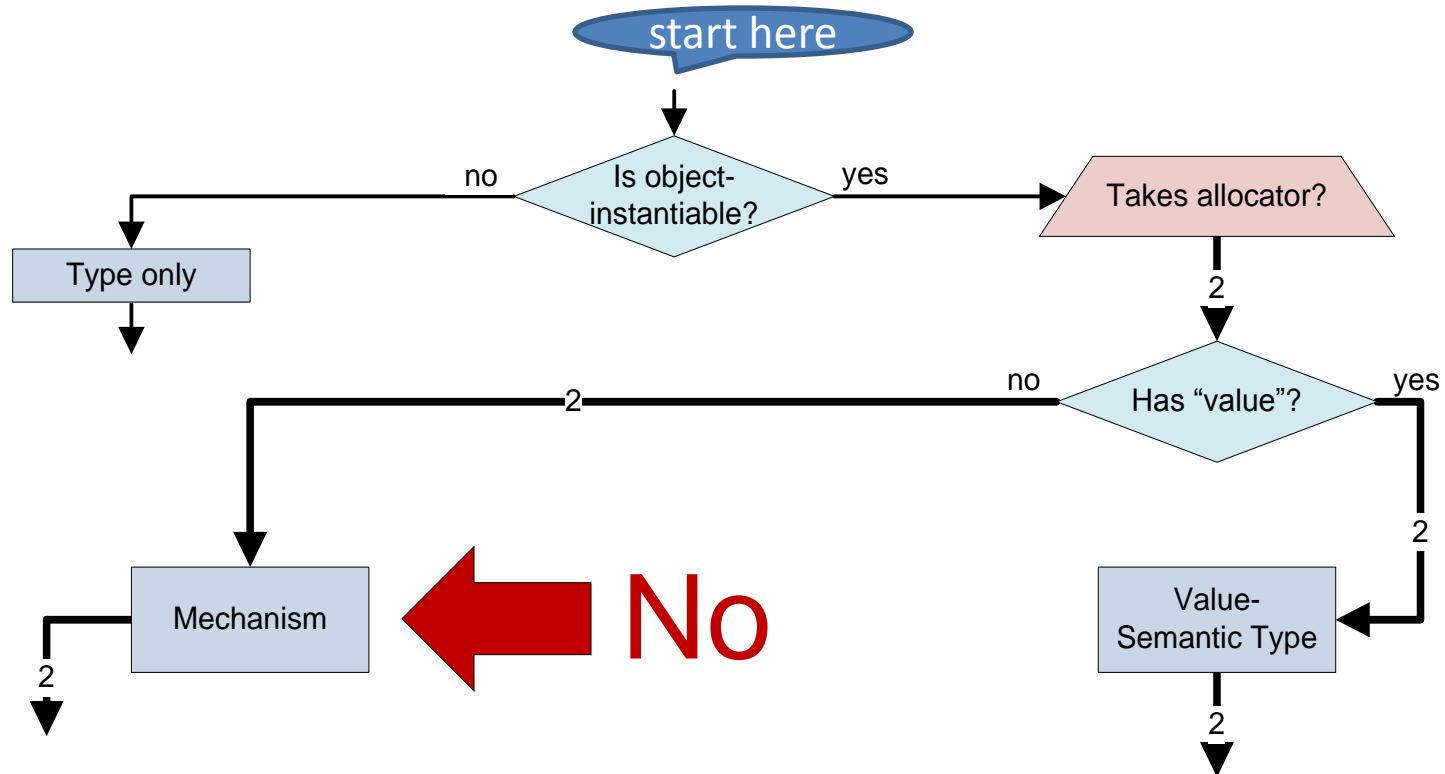 start here
no
Is object-
instantiable?
yes
Takes allocator?
Type only
2
no
2
Has “value”?
yes
2
Mechanism
No
Value-
Semantic Type
2
2